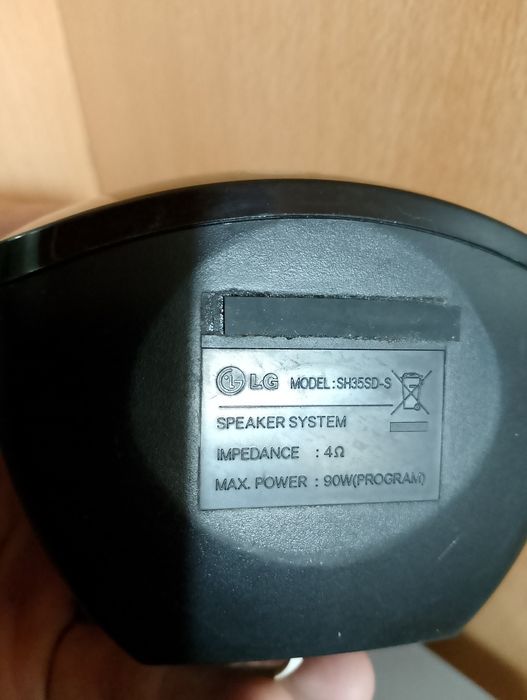 LG MODEL:SH35SD-S
SPEAKER SYSTEM
IMPEDANCE : 4Ω
MAX. POWER : 90W(PROGRAM)